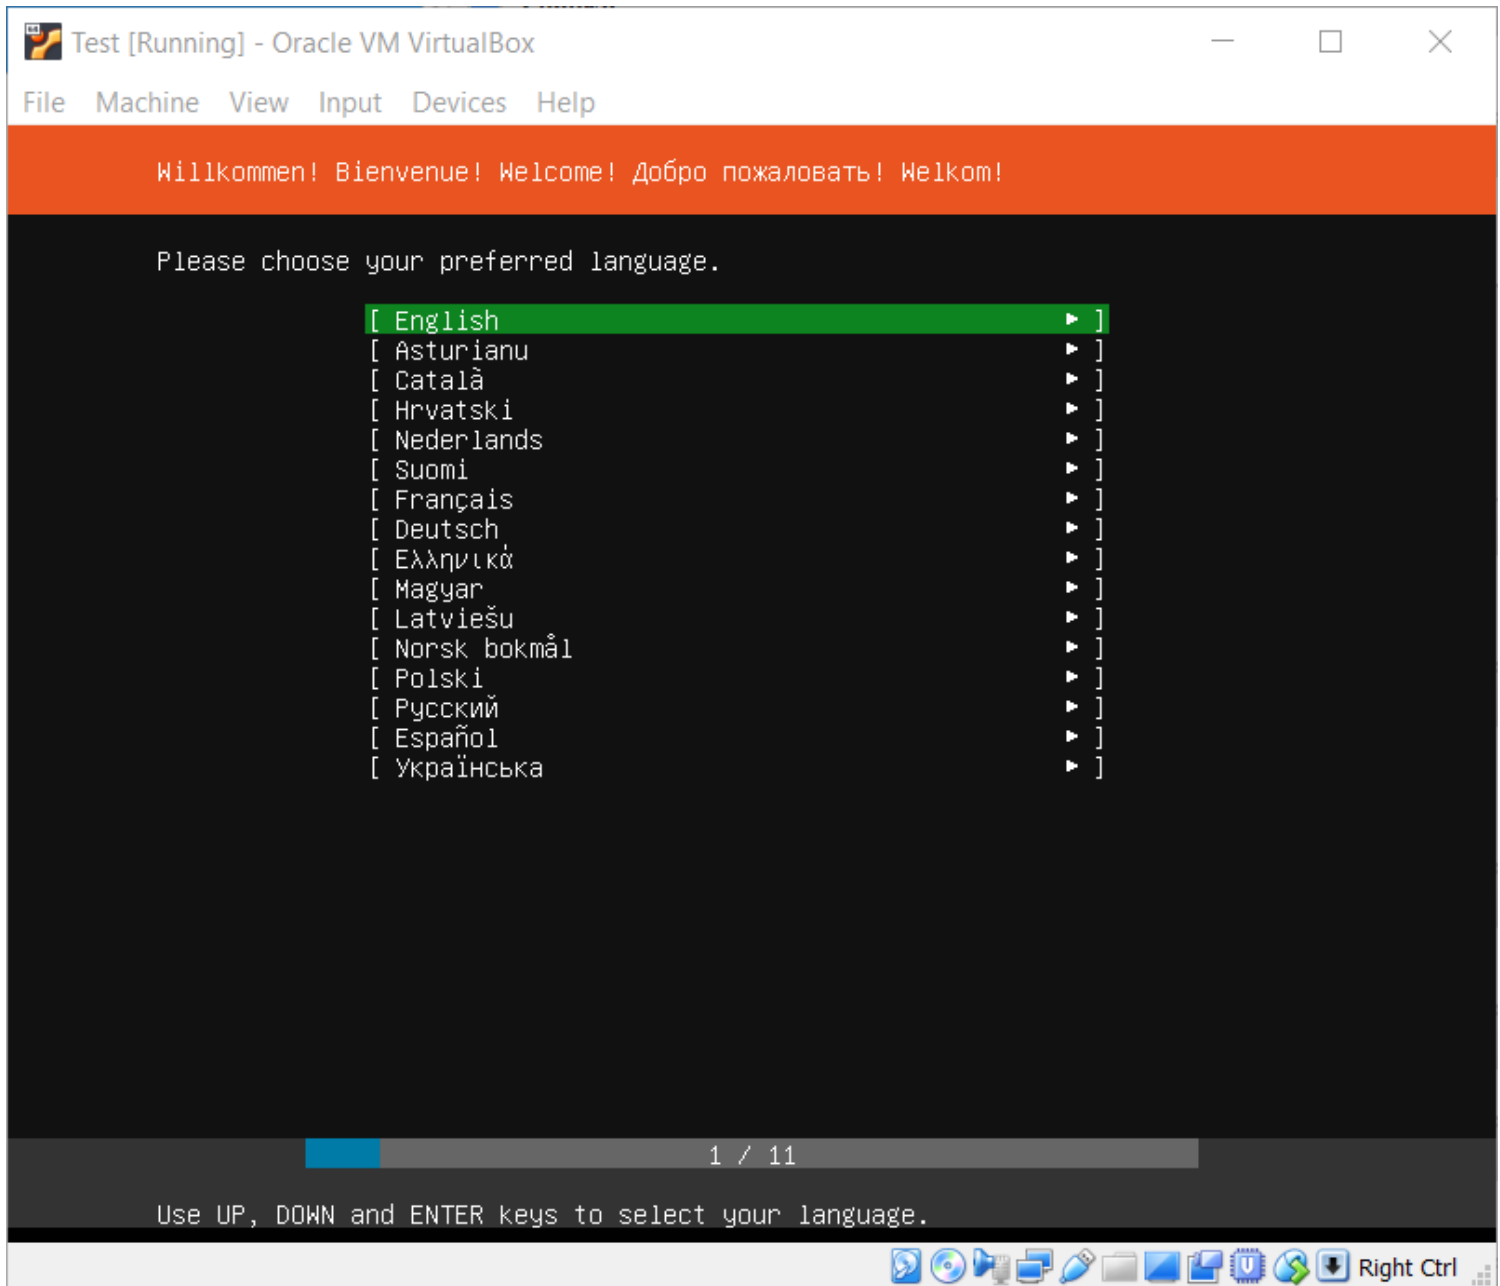 Test [Running] - Oracle VM VirtualBox
File Machine View Input Devices Help
Willkommen! Bienvenue! Welcome! Добро пожаловать! Welkom!
Please choose your preferred language.
[ English ▸ ]
[ Asturianu ▸ ]
[ Català ▸ ]
[ Hrvatski ▸ ]
[ Nederlands ▸ ]
[ Suomi ▸ ]
[ Français ▸ ]
[ Deutsch ▸ ]
[ Ελληνικά ▸ ]
[ Magyar ▸ ]
[ Latviešu ▸ ]
[ Norsk bokmål ▸ ]
[ Polski ▸ ]
[ Русский ▸ ]
[ Español ▸ ]
[ Українська ▸ ]
1 / 11
Use UP, DOWN and ENTER keys to select your language.
Right Ctrl